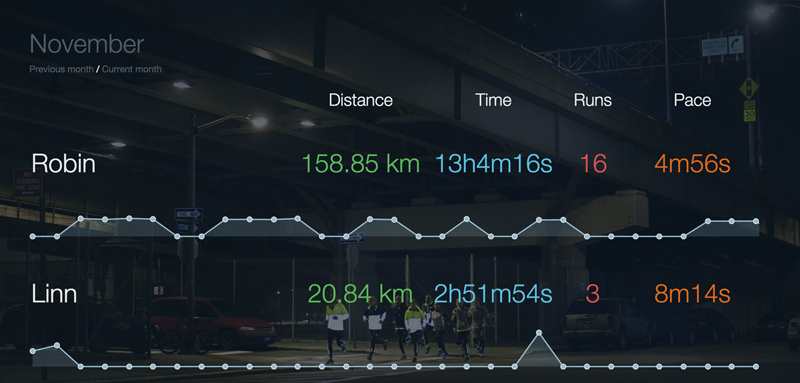 November
Previous month / Current month
Distance Time Runs Pace
Robin 158.85 km 13h4m16s 16 4m56s
Linn 20.84 km 2h51m54s 3 8m14s